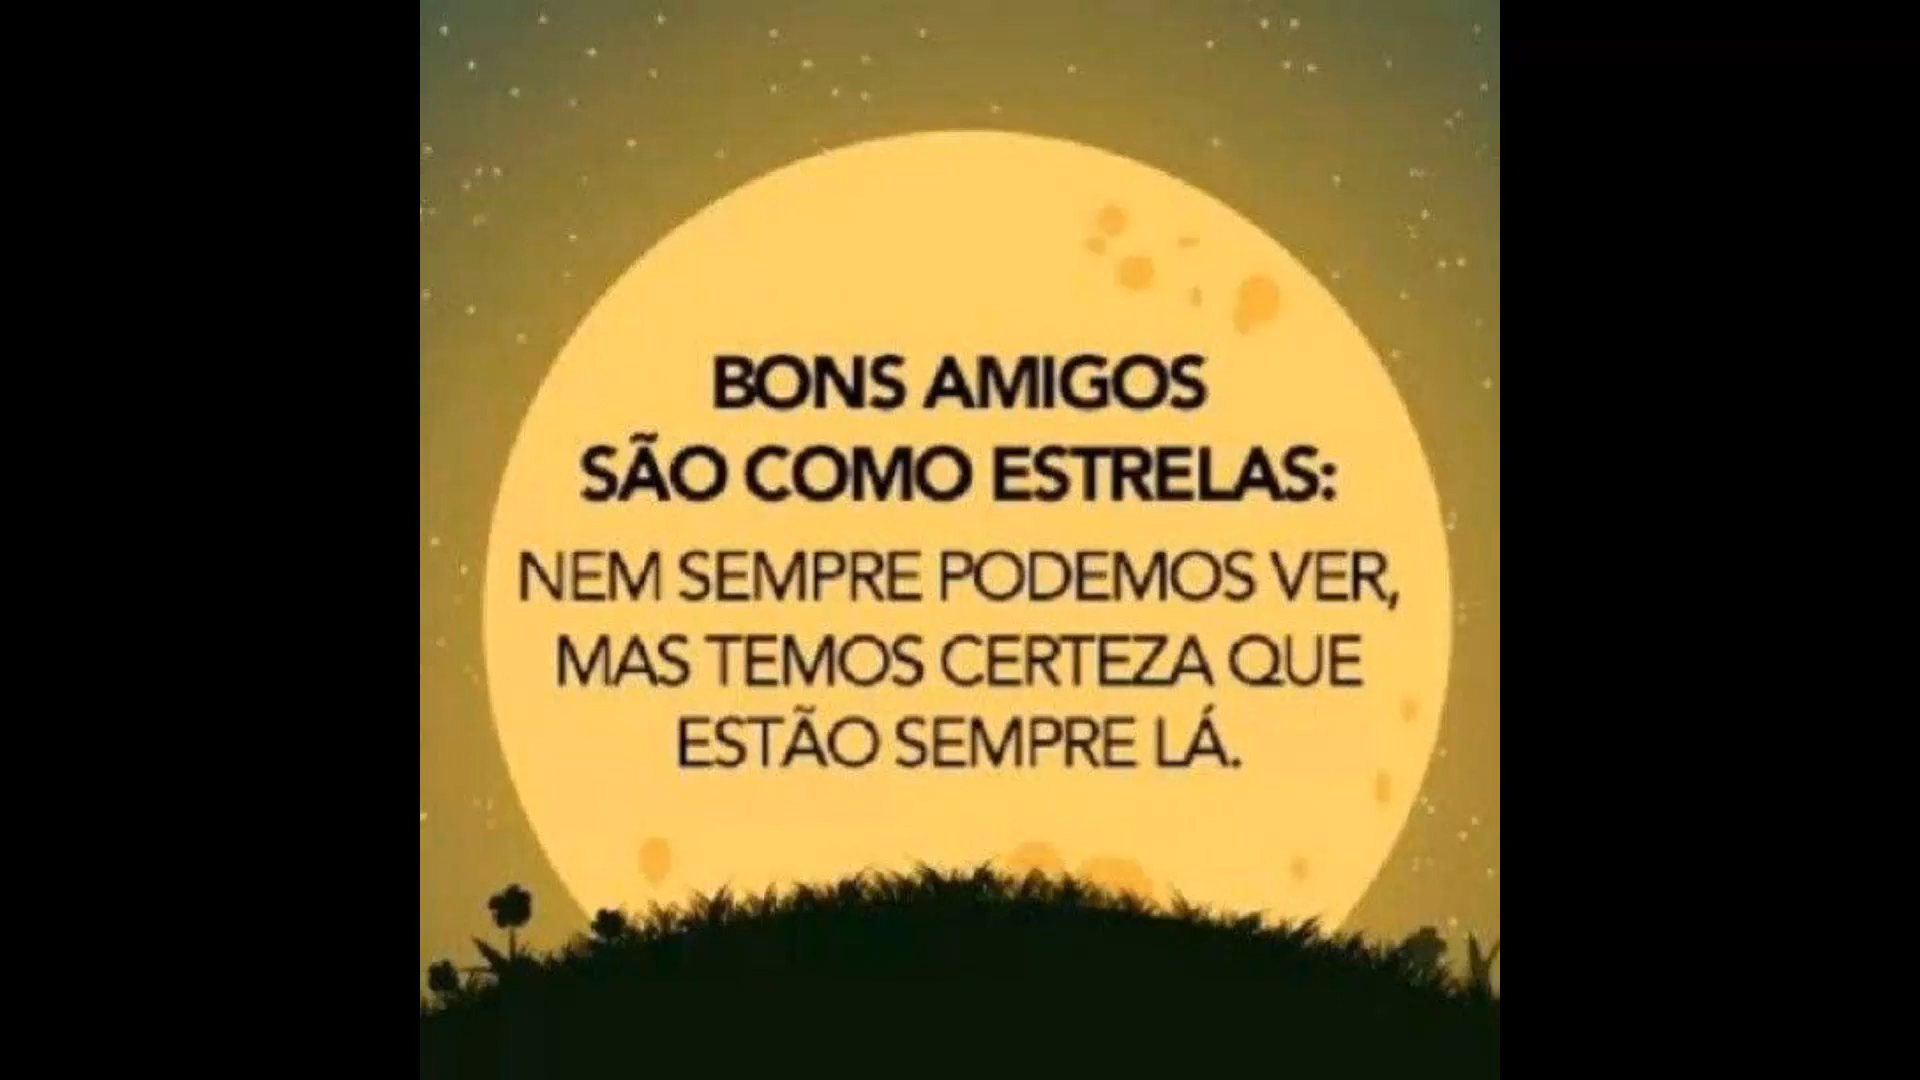 BONS AMIGOS
SÃO COMO ESTRELAS:
NEM SEMPRE PODEMOS VER,
MAS TEMOS CERTEZA QUE
ESTÃO SEMPRE LÁ.